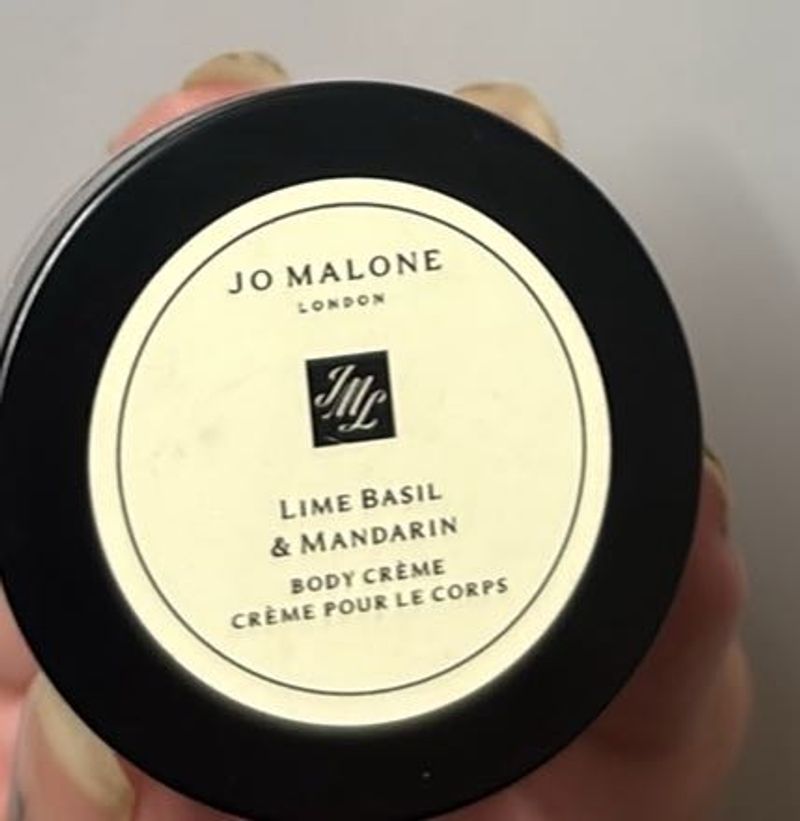 JO MALONE
LONDON
JML
LIME BASIL
& MANDARIN
BODY CRÈME
CRÈME POUR LE CORPS